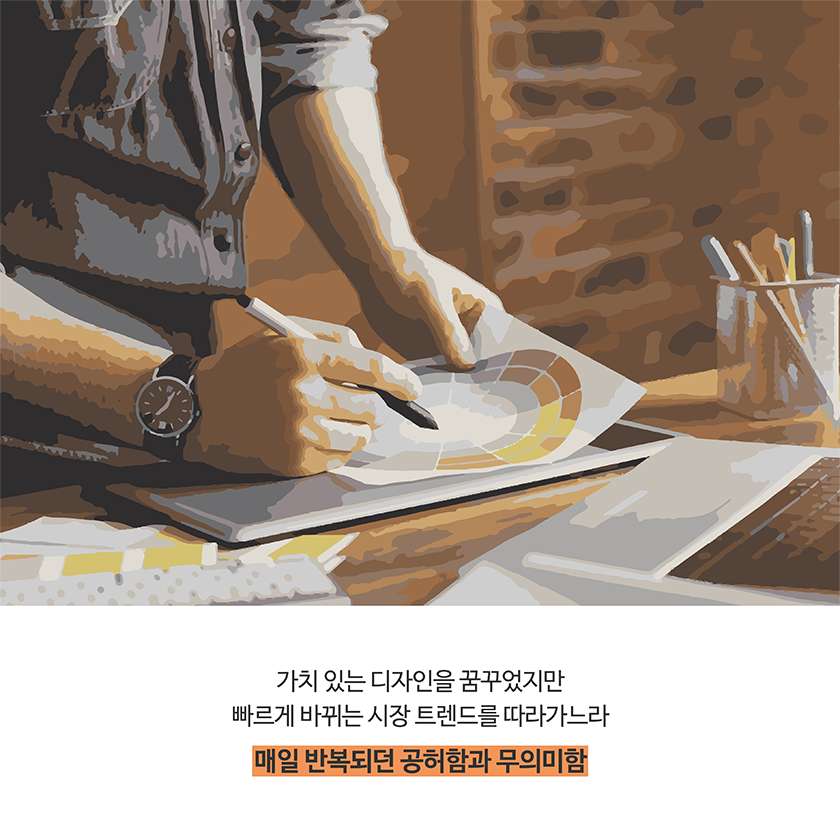 가치 있는 디자인을 꿈꾸었지만
빠르게 바뀌는 시장 트렌드를 따라가느라
매일 반복되던 공허함과 무의미함